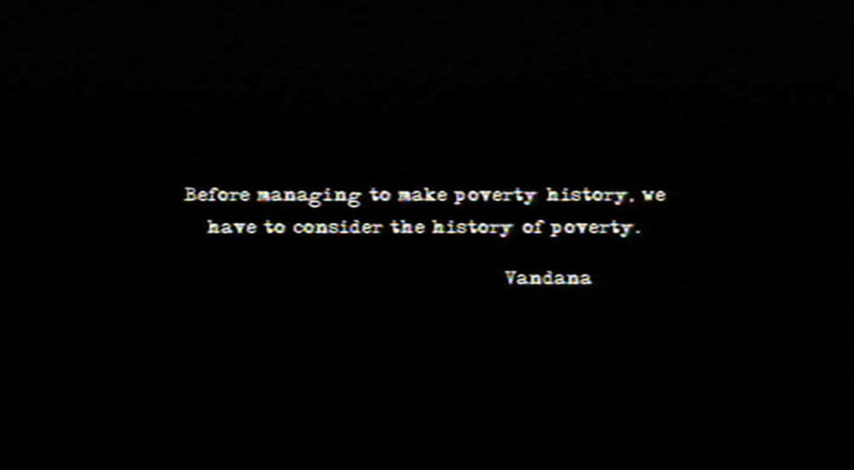 Before managing to make poverty history, we
have to consider the history of poverty.
Vandana